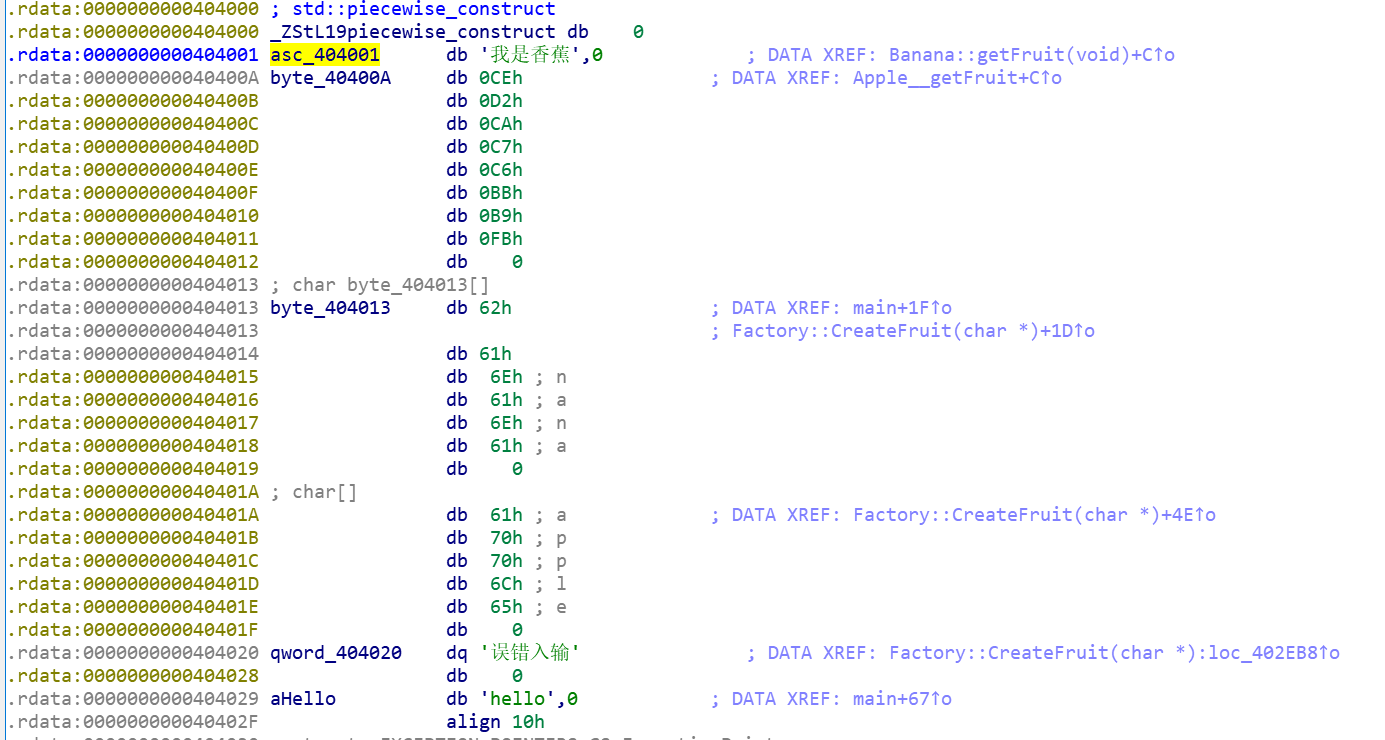 .rdata:0000000000404000 ; std::piecewise_construct
.rdata:0000000000404000 _ZStL19piecewise_construct db    0
.rdata:0000000000404001 asc_404001      db '我是香蕉',0            ; DATA XREF: Banana::getFruit(void)+C↑o
.rdata:000000000040400A byte_40400A     db 0CEh                 ; DATA XREF: Apple__getFruit+C↑o
.rdata:000000000040400B                 db 0D2h
.rdata:000000000040400C                 db 0CAh
.rdata:000000000040400D                 db 0C7h
.rdata:000000000040400E                 db 0C6h
.rdata:000000000040400F                 db 0BBh
.rdata:0000000000404010                 db 0B9h
.rdata:0000000000404011                 db 0FBh
.rdata:0000000000404012                 db    0
.rdata:0000000000404013 ; char byte_404013[]
.rdata:0000000000404013 byte_404013     db 62h                  ; DATA XREF: main+1F↑o
.rdata:0000000000404013                                         ; Factory::CreateFruit(char *)+1D↑o
.rdata:0000000000404014                 db 61h
.rdata:0000000000404015                 db  6Eh ; n
.rdata:0000000000404016                 db  61h ; a
.rdata:0000000000404017                 db  6Eh ; n
.rdata:0000000000404018                 db  61h ; a
.rdata:0000000000404019                 db    0
.rdata:000000000040401A ; char[]
.rdata:000000000040401A                 db  61h ; a             ; DATA XREF: Factory::CreateFruit(char *)+4E↑o
.rdata:000000000040401B                 db  70h ; p
.rdata:000000000040401C                 db  70h ; p
.rdata:000000000040401D                 db  6Ch ; l
.rdata:000000000040401E                 db  65h ; e
.rdata:000000000040401F                 db    0
.rdata:0000000000404020 qword_404020    dq '误错入输'              ; DATA XREF: Factory::CreateFruit(char *):loc_402EB8↑o
.rdata:0000000000404028                 db    0
.rdata:0000000000404029 aHello          db 'hello',0            ; DATA XREF: main+67↑o
.rdata:000000000040402F                 align 10h